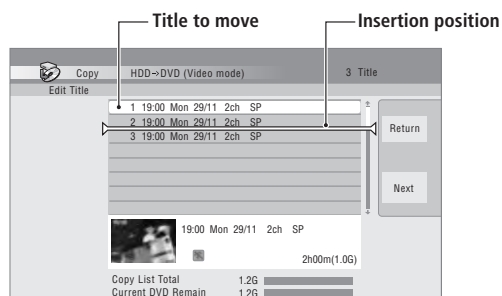 Title to move
Insertion position
Copy HDD→DVD (Video mode) 3 Title
Edit Title
1 19:00 Mon 29/11 2ch SP
2 19:00 Mon 29/11 2ch SP
3 19:00 Mon 29/11 2ch SP
Return
Next
19:00 Mon 29/11 2ch SP
2h00m(1.0G)
Copy List Total 1.2G
Current DVD Remain 1.2G